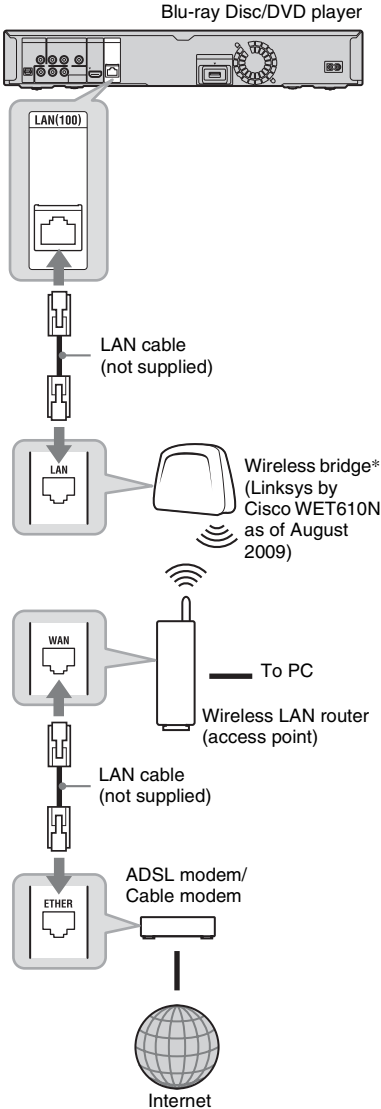 Blu-ray Disc/DVD player
LAN(100)
LAN cable
(not supplied)
LAN
Wireless bridge*
(Linksys by
Cisco WET610N
as of August
2009)
WAN
To PC
Wireless LAN router
(access point)
LAN cable
(not supplied)
ADSL modem/
Cable modem
ETHER
Internet